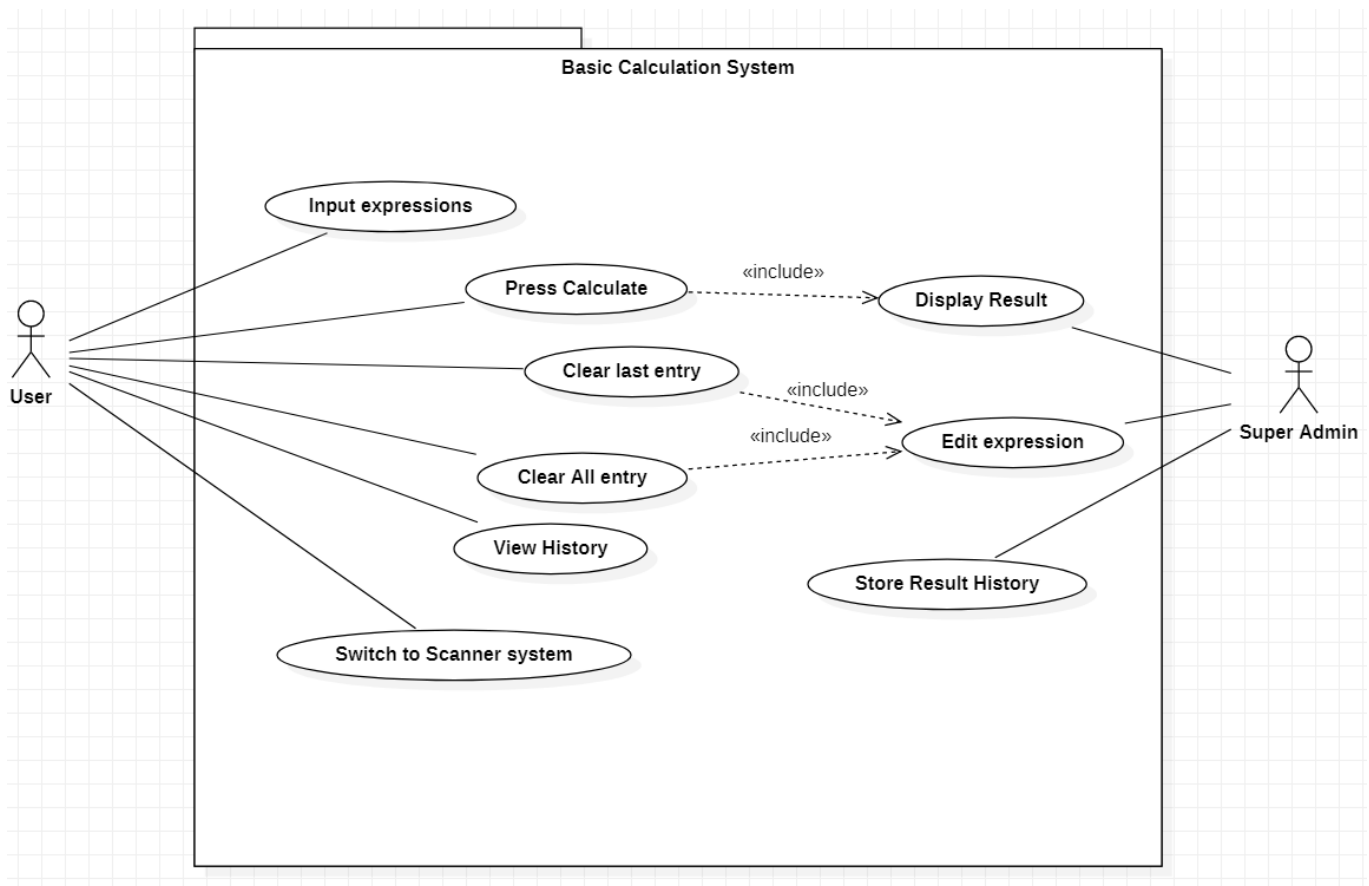 Basic Calculation System
Input expressions
Press Calculate
«include»
Display Result
Clear last entry
«include»
User
Edit expression
«include»
Super Admin
Clear All entry
View History
Store Result History
Switch to Scanner system